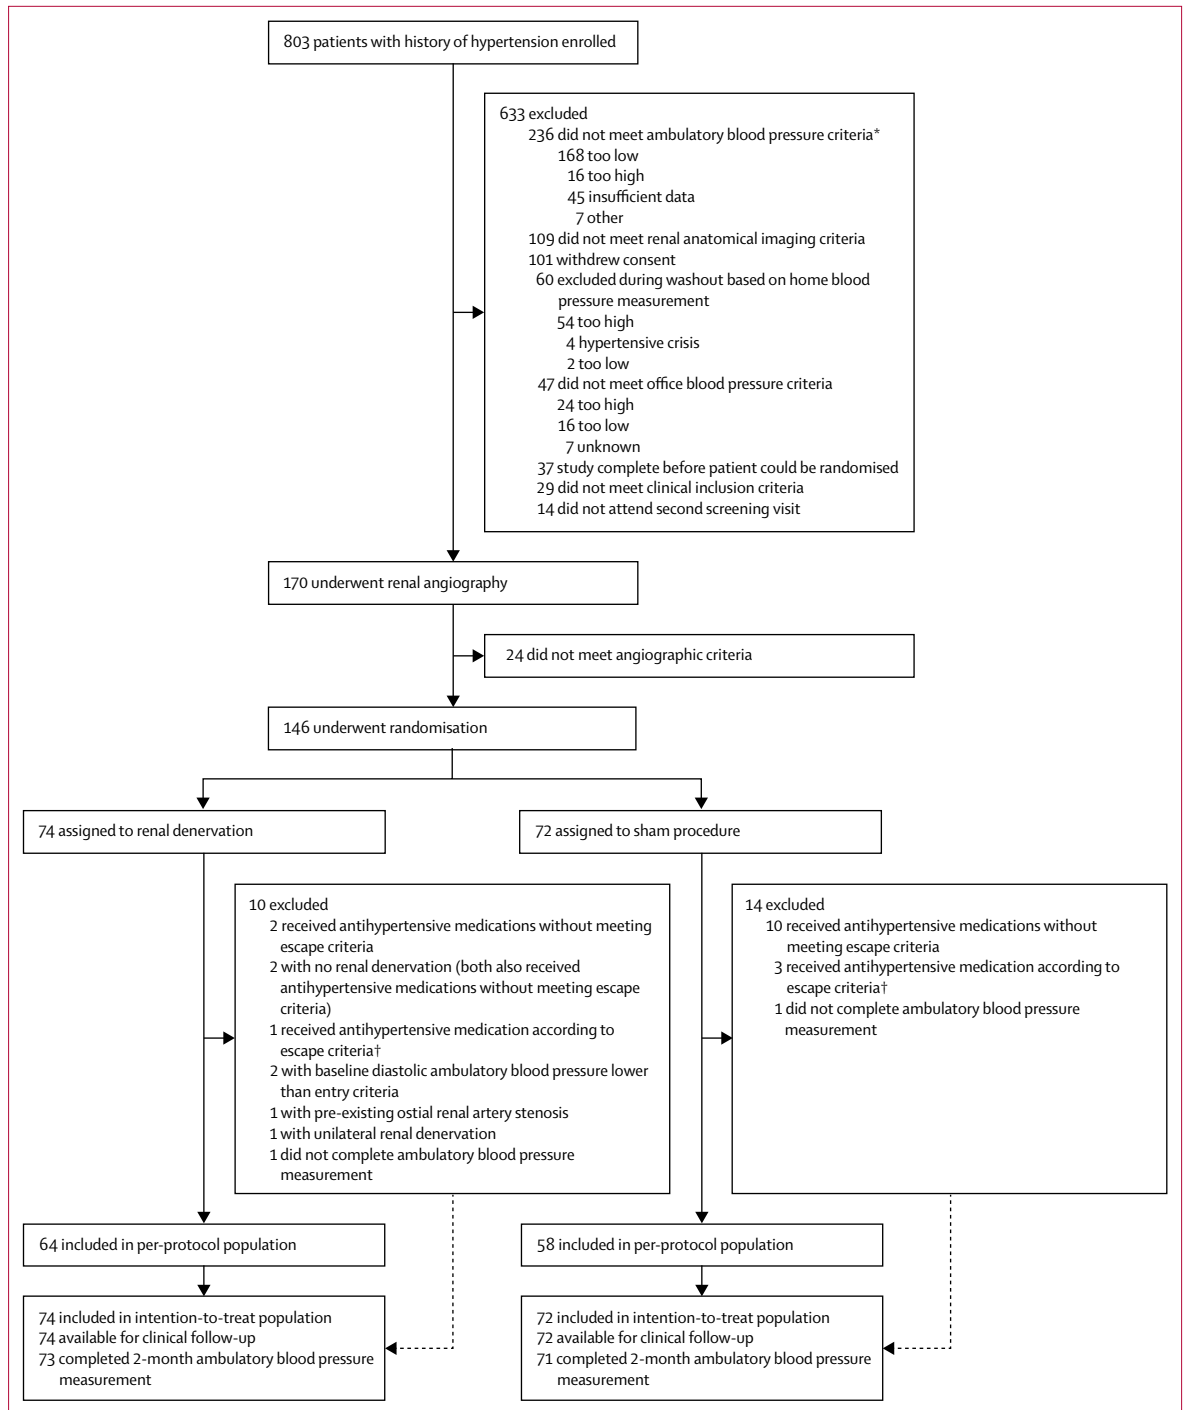 803 patients with history of hypertension enrolled
633 excluded
236 did not meet ambulatory blood pressure criteria*
168 too low
16 too high
45 insufficient data
7 other
109 did not meet renal anatomical imaging criteria
101 withdrew consent
60 excluded during washout based on home blood
pressure measurement
54 too high
4 hypertensive crisis
2 too low
47 did not meet office blood pressure criteria
24 too high
16 too low
7 unknown
37 study complete before patient could be randomised
29 did not meet clinical inclusion criteria
14 did not attend second screening visit
170 underwent renal angiography
24 did not meet angiographic criteria
146 underwent randomisation
74 assigned to renal denervation
72 assigned to sham procedure
10 excluded
2 received antihypertensive medications without meeting
escape criteria
2 with no renal denervation (both also received
antihypertensive medications without meeting escape
criteria)
1 received antihypertensive medication according to
escape criteria†
2 with baseline diastolic ambulatory blood pressure lower
than entry criteria
1 with pre-existing ostial renal artery stenosis
1 with unilateral renal denervation
1 did not complete ambulatory blood pressure
measurement
14 excluded
10 received antihypertensive medications without
meeting escape criteria
3 received antihypertensive medication according to
escape criteria†
1 did not complete ambulatory blood pressure
measurement
64 included in per-protocol population
58 included in per-protocol population
74 included in intention-to-treat population
74 available for clinical follow-up
73 completed 2-month ambulatory blood pressure
measurement
72 included in intention-to-treat population
72 available for clinical follow-up
71 completed 2-month ambulatory blood pressure
measurement